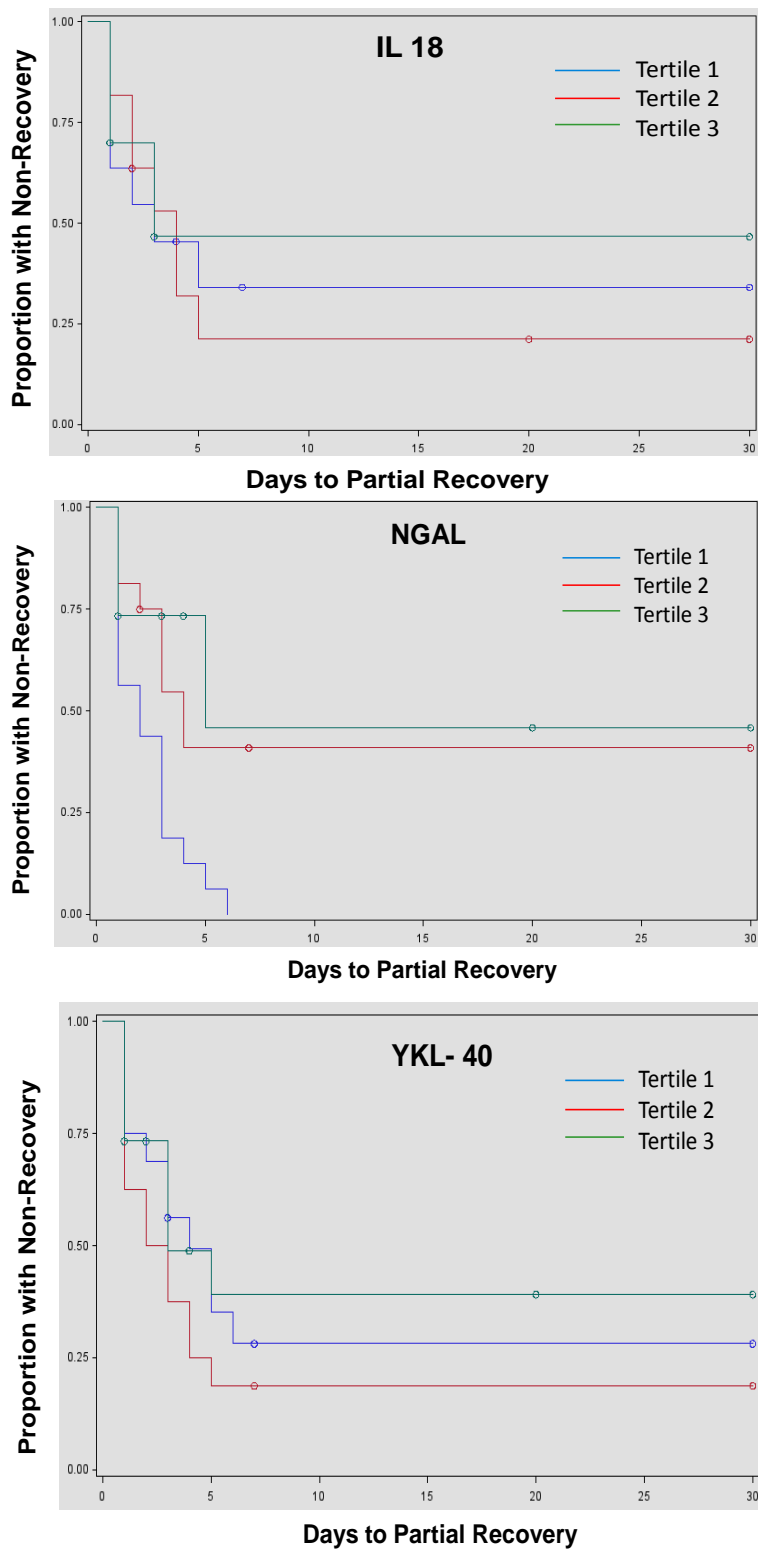 IL 18
Tertile 1
Tertile 2
Tertile 3
Proportion with Non-Recovery
1.00
0.75
0.50
0.25
0.00
0 5 10 15 20 25 30
Days to Partial Recovery
NGAL
Tertile 1
Tertile 2
Tertile 3
Proportion with Non-Recovery
1.00
0.75
0.50
0.25
0.00
0 5 10 15 20 25 30
Days to Partial Recovery
YKL- 40
Tertile 1
Tertile 2
Tertile 3
Proportion with Non-Recovery
1.00
0.75
0.50
0.25
0.00
0 5 10 15 20 25 30
Days to Partial Recovery